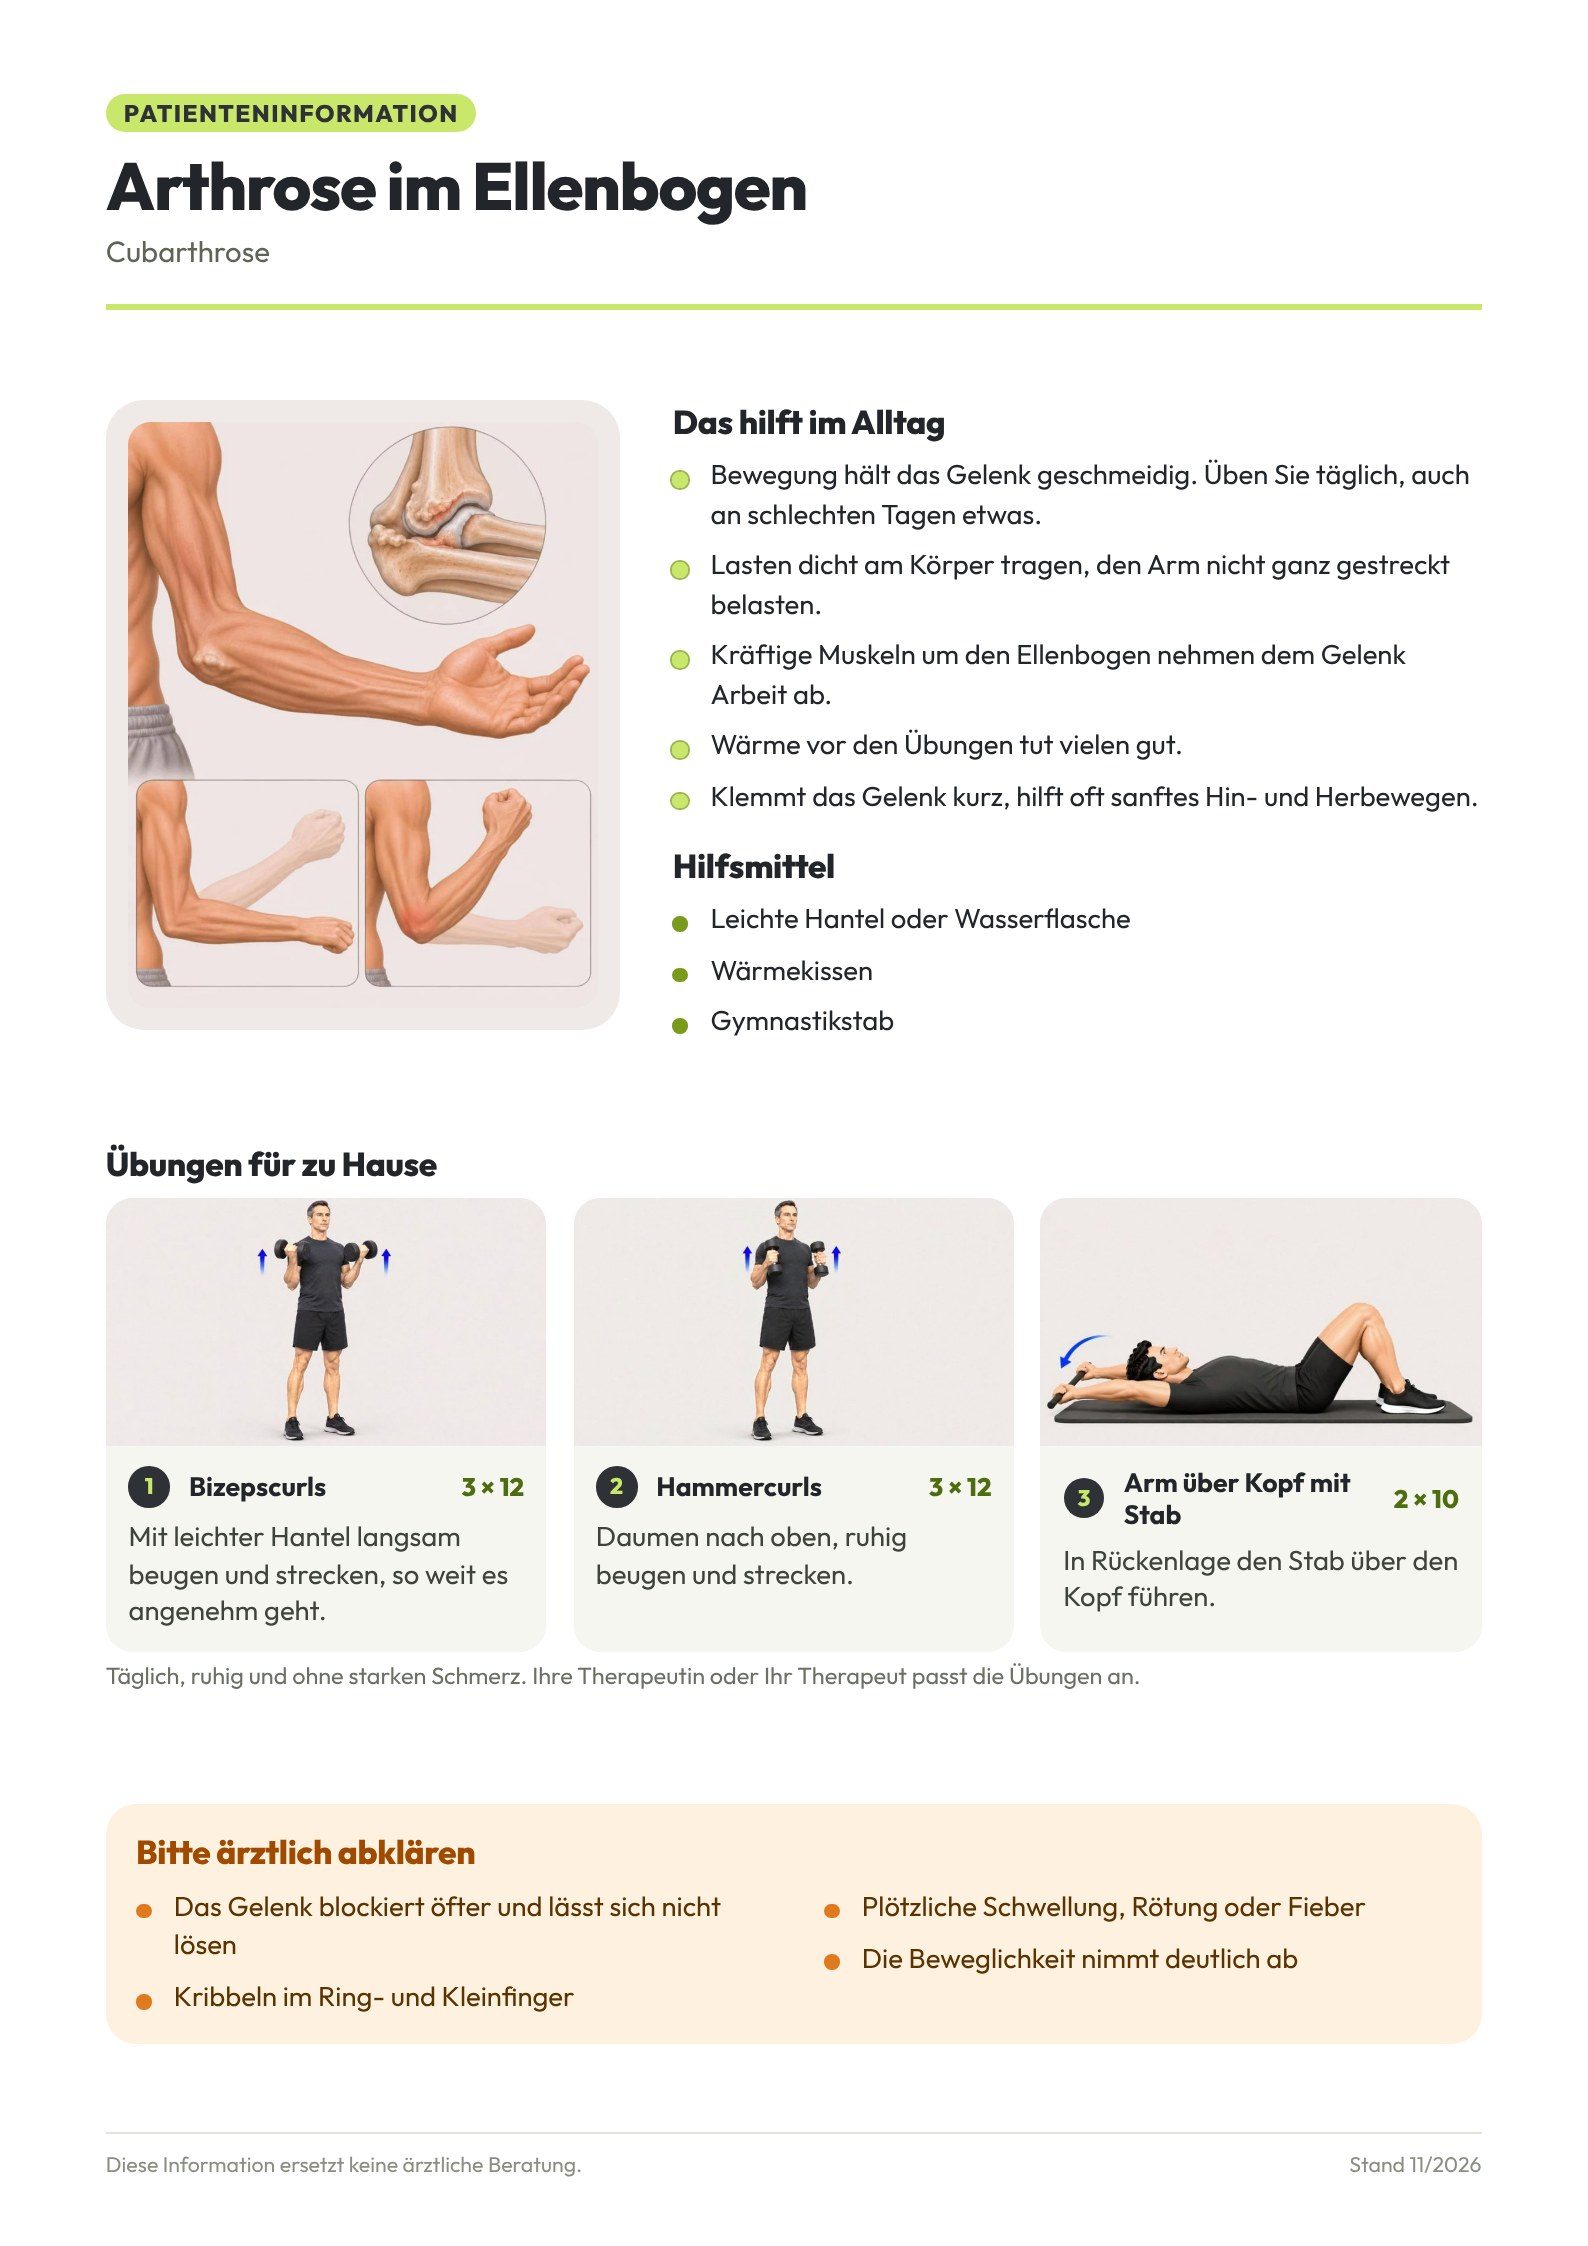 PATIENTENINFORMATION
Arthrose im Ellenbogen
Cubarthrose
Das hilft im Alltag
Bewegung hält das Gelenk geschmeidig. Üben Sie täglich, auch
an schlechten Tagen etwas.
Lasten dicht am Körper tragen, den Arm nicht ganz gestreckt
belasten.
Kräftige Muskeln um den Ellenbogen nehmen dem Gelenk
Arbeit ab.
Wärme vor den Übungen tut vielen gut.
Klemmt das Gelenk kurz, hilft oft sanftes Hin- und Herbewegen.
Hilfsmittel
Leichte Hantel oder Wasserflasche
Wärmekissen
Gymnastikstab
Übungen für zu Hause
1 Bizepscurls 3 × 12
Mit leichter Hantel langsam
beugen und strecken, so weit es
angenehm geht.
2 Hammercurls 3 × 12
Daumen nach oben, ruhig
beugen und strecken.
3 Arm über Kopf mit
Stab 2 × 10
In Rückenlage den Stab über den
Kopf führen.
Täglich, ruhig und ohne starken Schmerz. Ihre Therapeutin oder Ihr Therapeut passt die Übungen an.
Bitte ärztlich abklären
Das Gelenk blockiert öfter und lässt sich nicht
lösen
Kribbeln im Ring- und Kleinfinger
Plötzliche Schwellung, Rötung oder Fieber
Die Beweglichkeit nimmt deutlich ab
Diese Information ersetzt keine ärztliche Beratung.
Stand 11/2026